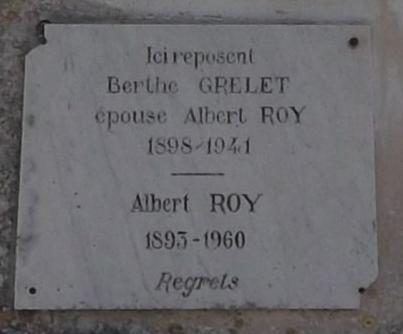 Ici reposent
Berthe GRELET
épouse Albert ROY
1898-1941
Albert ROY
1893-1960
Regrets